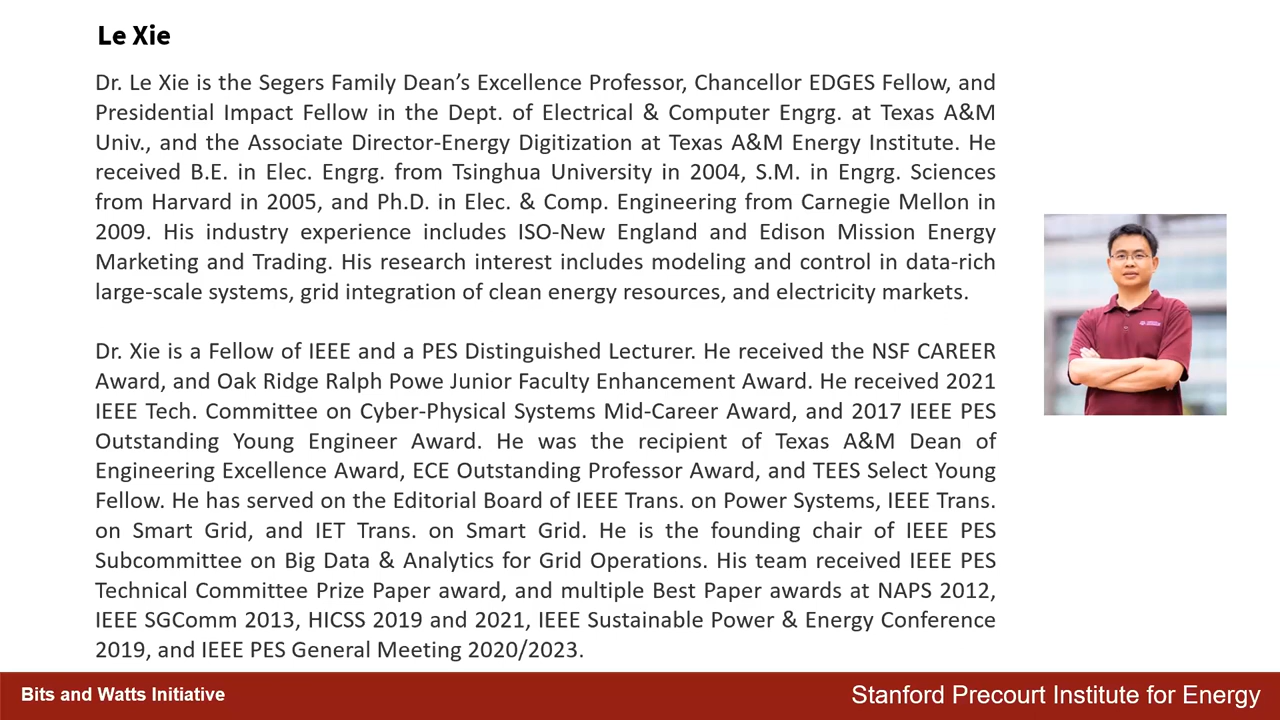 Le Xie
Dr. Le Xie is the Segers Family Dean’s Excellence Professor, Chancellor EDGES Fellow, and
Presidential Impact Fellow in the Dept. of Electrical & Computer Engrg. at Texas A&M
Univ., and the Associate Director-Energy Digitization at Texas A&M Energy Institute. He
received B.E. in Elec. Engrg. from Tsinghua University in 2004, S.M. in Engrg. Sciences
from Harvard in 2005, and Ph.D. in Elec. & Comp. Engineering from Carnegie Mellon in
2009. His industry experience includes ISO-New England and Edison Mission Energy
Marketing and Trading. His research interest includes modeling and control in data-rich
large-scale systems, grid integration of clean energy resources, and electricity markets.
Dr. Xie is a Fellow of IEEE and a PES Distinguished Lecturer. He received the NSF CAREER
Award, and Oak Ridge Ralph Powe Junior Faculty Enhancement Award. He received 2021
IEEE Tech. Committee on Cyber-Physical Systems Mid-Career Award, and 2017 IEEE PES
Outstanding Young Engineer Award. He was the recipient of Texas A&M Dean of
Engineering Excellence Award, ECE Outstanding Professor Award, and TEES Select Young
Fellow. He has served on the Editorial Board of IEEE Trans. on Power Systems, IEEE Trans.
on Smart Grid, and IET Trans. on Smart Grid. He is the founding chair of IEEE PES
Subcommittee on Big Data & Analytics for Grid Operations. His team received IEEE PES
Technical Committee Prize Paper award, and multiple Best Paper awards at NAPS 2012,
IEEE SGComm 2013, HICSS 2019 and 2021, IEEE Sustainable Power & Energy Conference
2019, and IEEE PES General Meeting 2020/2023.
Bits and Watts Initiative
Stanford Precourt Institute for Energy